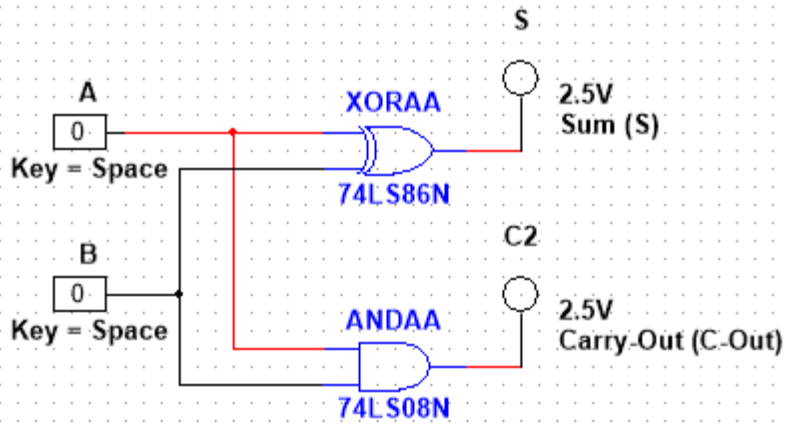 S
A
XORAA
2.5V
0
Sum (S)
Key = Space
74LS86N
C2
B
0
2.5V
ANDAA
Key = Space
Carry-Out (C-Out)
74LS08N